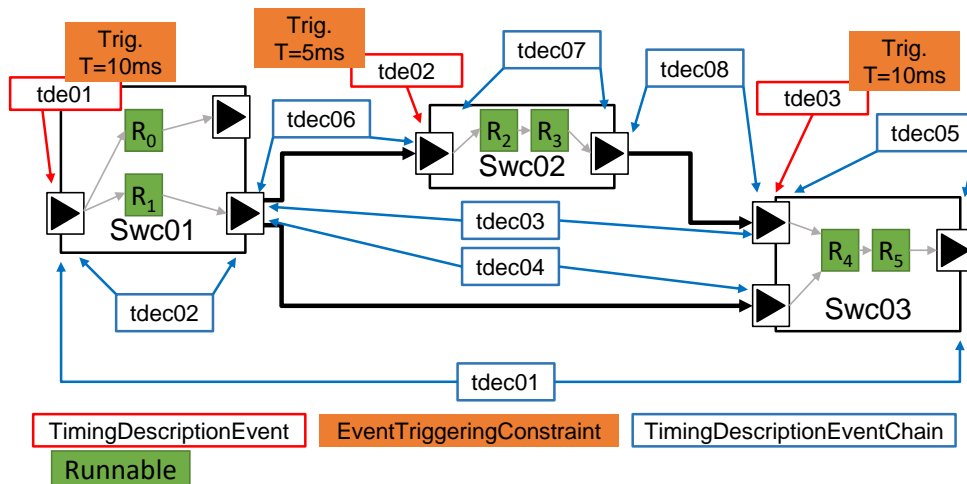 Trig.
T=10ms
tde01
Trig.
T=5ms
tde02
tdec07
tdec08
Trig.
T=10ms
tde03
tdec05
tdec06
R0
R1
Swc01
R2
R3
Swc02
tdec03
tdec04
tdec02
R4
R5
Swc03
tdec01
TimingDescriptionEvent
EventTriggeringConstraint
TimingDescriptionEventChain
Runnable